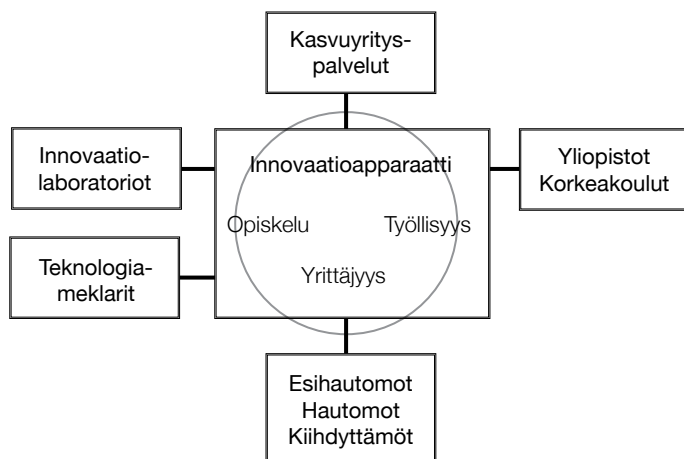 Kasvuyritys-
palvelut
Innovaatio-
laboratoriot
Innovaatioapparaatti
Yliopistot
Korkeakoulut
Opiskelu
Työllisyys
Teknologia-
meklarit
Yrittäjyys
Esihautomot
Hautomot
Kiihdyttämöt